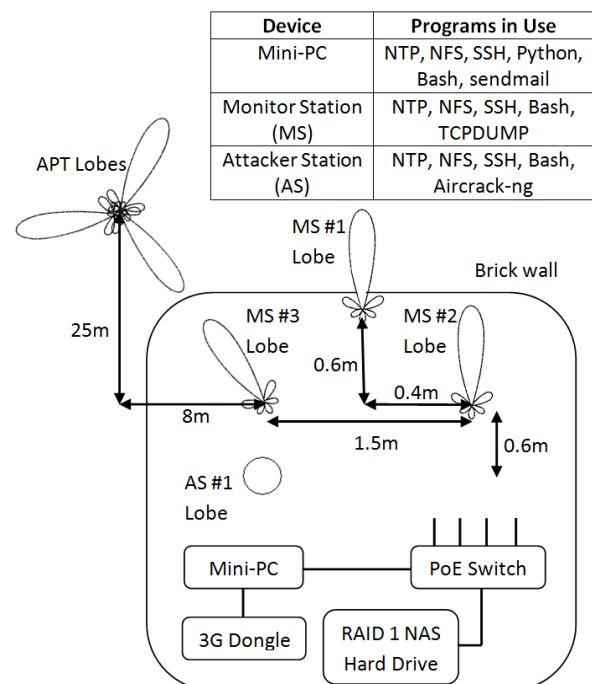 Device
Programs in Use
Mini-PC
NTP, NFS, SSH, Python,
Bash, sendmail
Monitor Station
(MS)
NTP, NFS, SSH, Bash,
TCPDUMP
Attacker Station
(AS)
NTP, NFS, SSH, Bash,
Aircrack-ng
APT Lobes
MS #1
Lobe
Brick wall
25m
MS #3
Lobe
MS #2
Lobe
0.6m
0.4m
8m
1.5m
0.6m
AS #1
Lobe
Mini-PC
PoE Switch
3G Dongle
RAID 1 NAS
Hard Drive